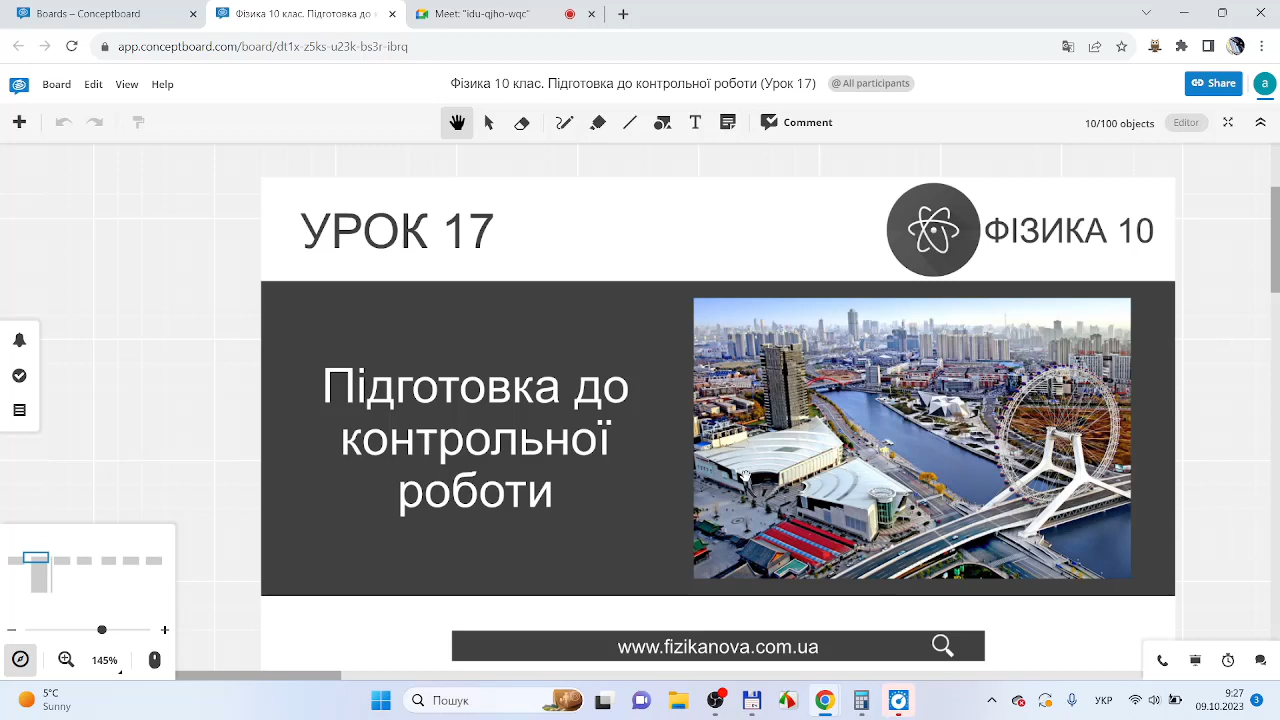 Conceptboard
Фізика 10 клас. Підготовка до
Meet: "idu-qjho-qwc"
app.conceptboard.com/board/dt1x-z5ks-u23k-bs3r-ibrq
Board Edit View Help
Фізика 10 клас. Підготовка до контрольної роботи (Урок 17)
@ All participants
Share
a
T
Comment
10/100 objects
Editor
УРОК 17
ФІЗИКА 10
Підготовка до
контрольної
роботи
www.fizikanova.com.ua
145%
5°C
Sunny
Пошук
УКР
9:27
09.10.2023
3